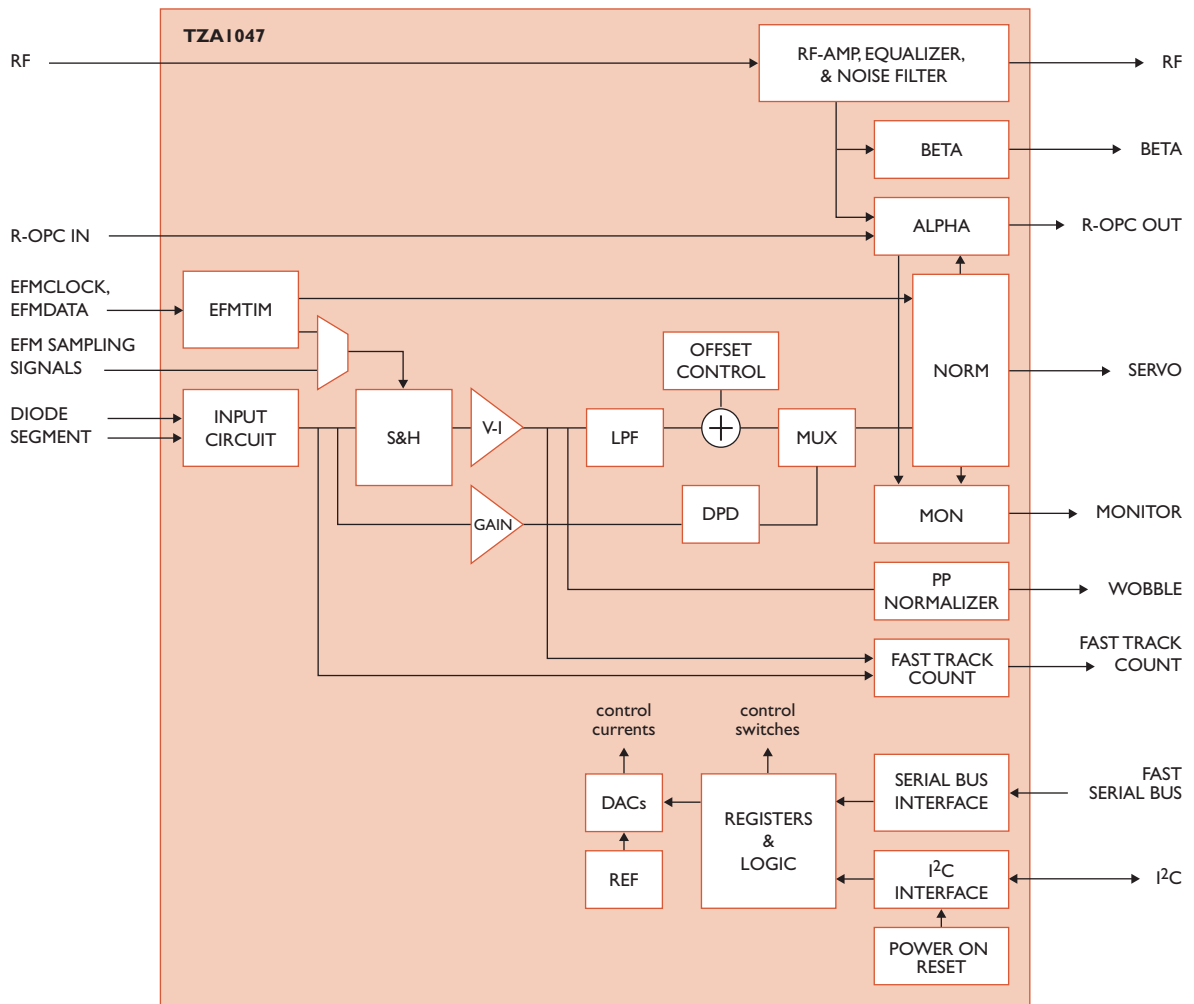 TZA1047
RF
RF-AMP, EQUALIZER,
& NOISE FILTER
RF
BETA
BETA
R-OPC IN
ALPHA
R-OPC OUT
EFMCLOCK,
EFMDATA
EFMTIM
EFM SAMPLING
SIGNALS
OFFSET
CONTROL
NORM
SERVO
DIODE
SEGMENT
INPUT
CIRCUIT
S&H
V-I
LPF
+
MUX
GAIN
DPD
MON
MONITOR
PP
NORMALIZER
WOBBLE
FAST TRACK
COUNT
FAST TRACK
COUNT
control
currents
control
switches
DACs
REGISTERS
&
LOGIC
SERIAL BUS
INTERFACE
FAST
SERIAL BUS
REF
I²C
INTERFACE
I²C
POWER ON
RESET